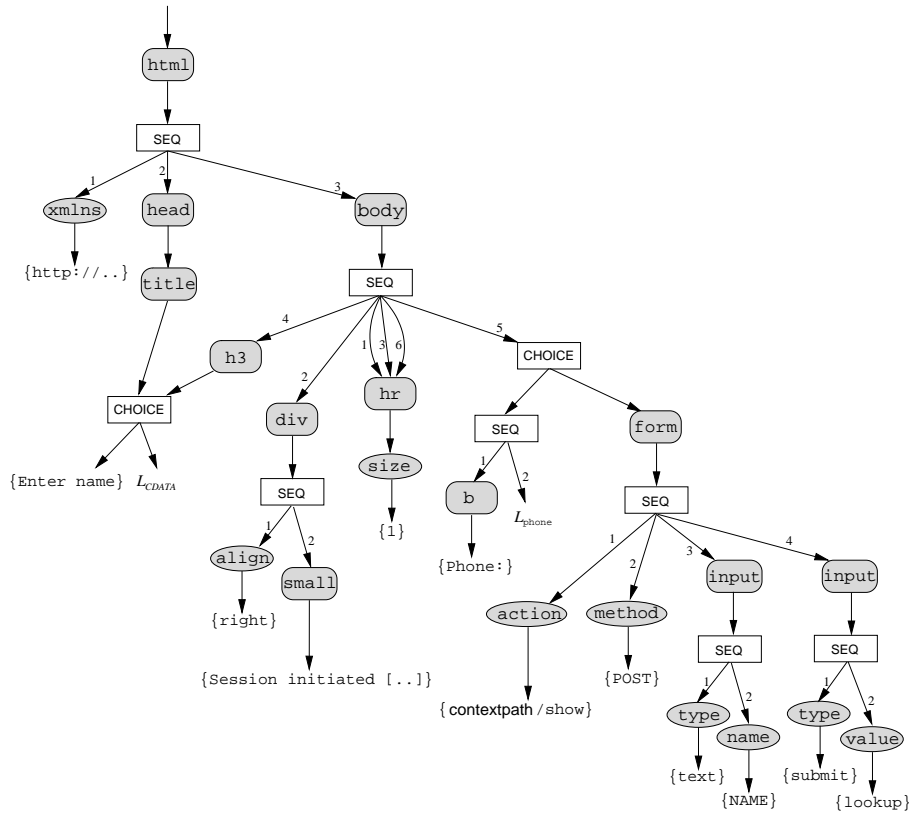 html
SEQ
1
2
3
xmlns
head
body
{http://..}
title
SEQ
4
5
h3
1
3
6
CHOICE
2
hr
CHOICE
div
SEQ
form
{Enter name}
L_CDATA
size
1
2
SEQ
b
L_phone
SEQ
1
2
{1}
1
2
3
4
align
small
{Phone:}
input
input
{right}
action
method
SEQ
SEQ
{Session initiated [..]}
{POST}
1
2
1
2
{contextpath/show}
type
name
type
value
{text}
{submit}
{NAME}
{lookup}